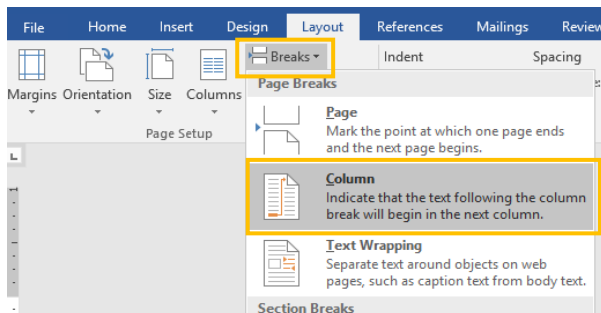 File Home Insert Design Layout References Mailings Review
Breaks Indent Spacing
Margins Orientation Size Columns
Page Setup
Page Breaks
Page
Mark the point at which one page ends
and the next page begins.
Column
Indicate that the text following the column
break will begin in the next column.
Text Wrapping
Separate text around objects on web
pages, such as caption text from body text.
Section Breaks